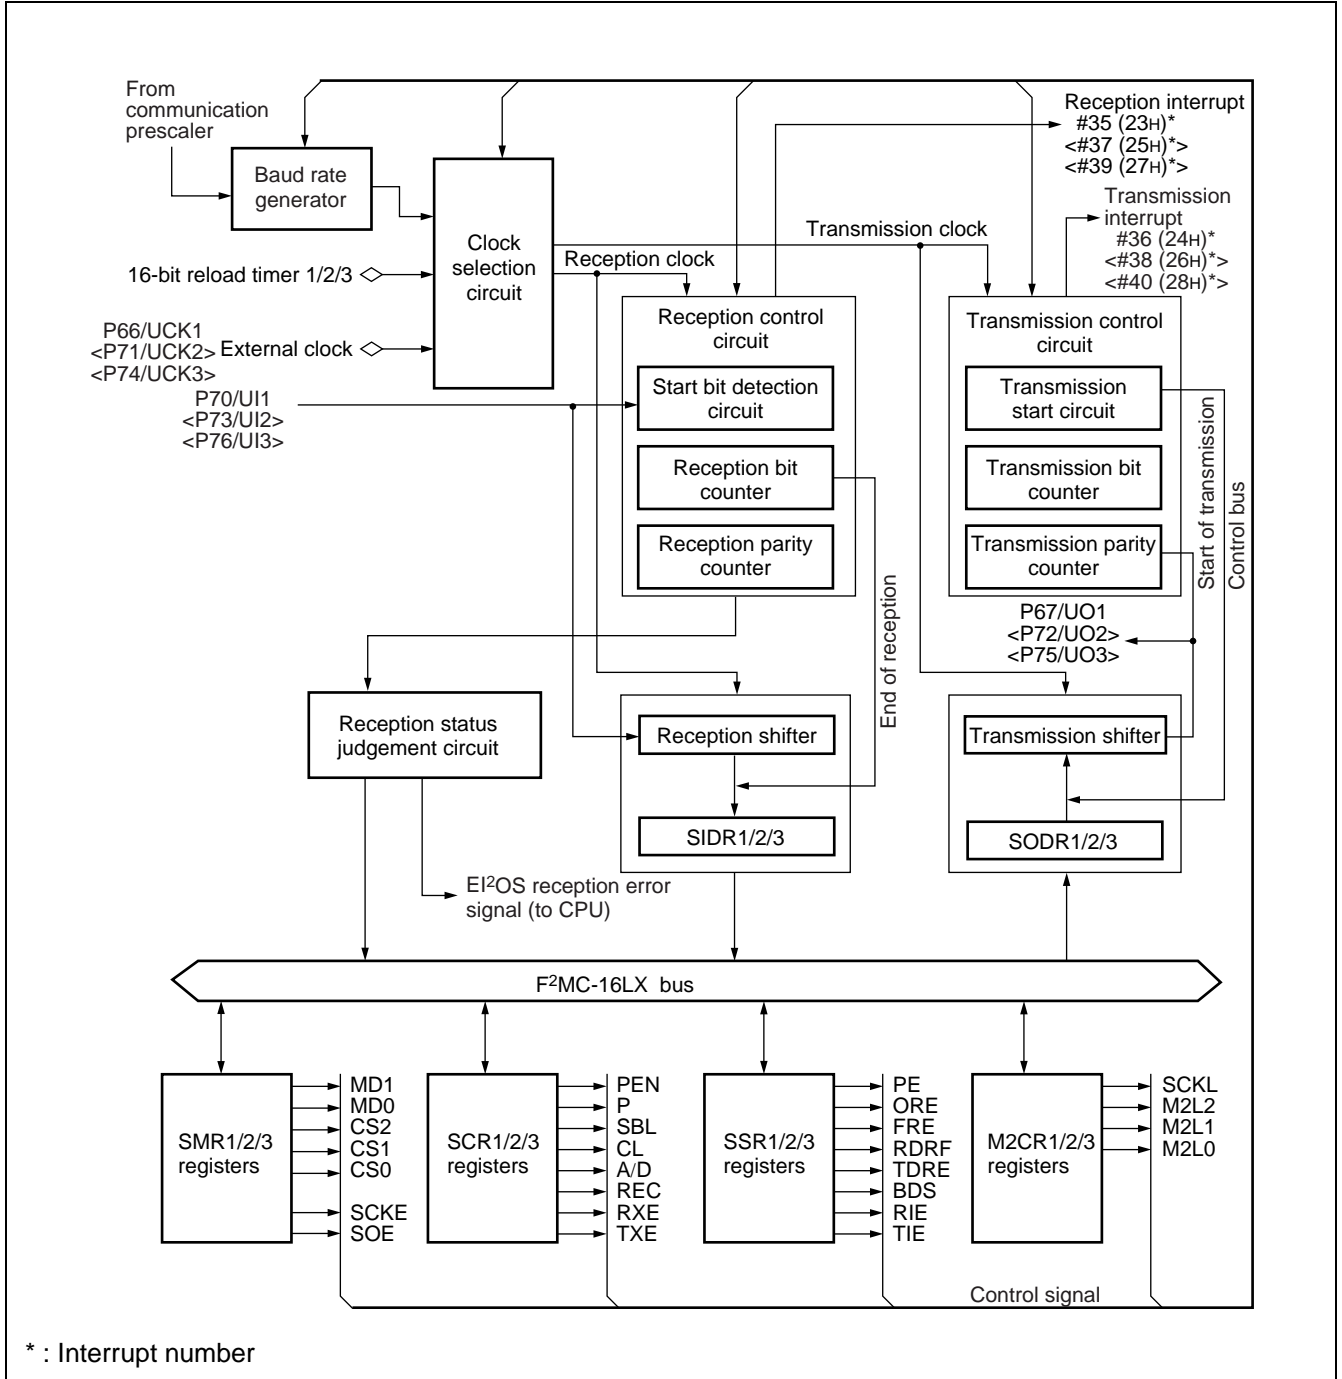 From
communication
prescaler
Baud rate
generator
Clock
selection
circuit
16-bit reload timer 1/2/3
P66/UCK1
<P71/UCK2>
<P74/UCK3>
External clock
P70/UI1
<P73/UI2>
<P76/UI3>
Reception clock
Transmission clock
Reception interrupt
#35 (23H)*
<#37 (25H)*>
<#39 (27H)*>
Transmission
interrupt
#36 (24H)*
<#38 (26H)*>
<#40 (28H)*>
Reception control
circuit
Start bit detection
circuit
Reception bit
counter
Reception parity
counter
Transmission control
circuit
Transmission
start circuit
Transmission bit
counter
Transmission parity
counter
Start of transmission
Control bus
End of reception
P67/UO1
<P72/UO2>
<P75/UO3>
Reception status
judgement circuit
Reception shifter
SIDR1/2/3
Transmission shifter
SODR1/2/3
EI2OS reception error
signal (to CPU)
F2MC-16LX bus
SMR1/2/3
registers
MD1
MD0
CS2
CS1
CS0
SCKE
SOE
SCR1/2/3
registers
PEN
P
SBL
CL
A/D
REC
RXE
TXE
SSR1/2/3
registers
PE
ORE
FRE
RDRF
TDRE
BDS
RIE
TIE
M2CR1/2/3
registers
SCKL
M2L2
M2L1
M2L0
Control signal
* : Interrupt number